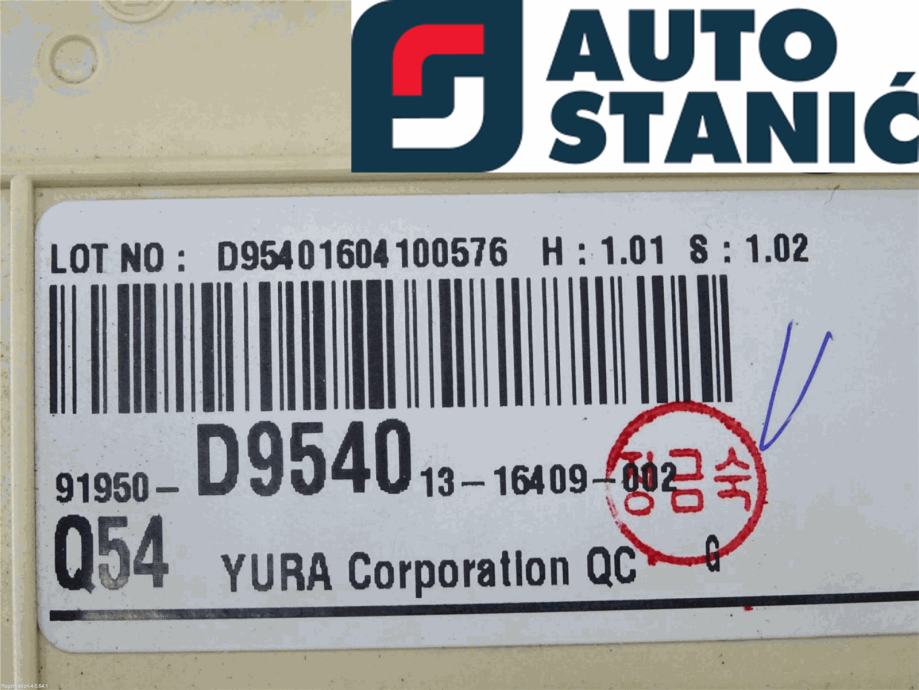 AUTO
STANIĆ
LOT NO : D95401604100576 H : 1.01 S : 1.02
91950- D9540 13-16409-002
정금숙
Q54 YURA Corporation QC G